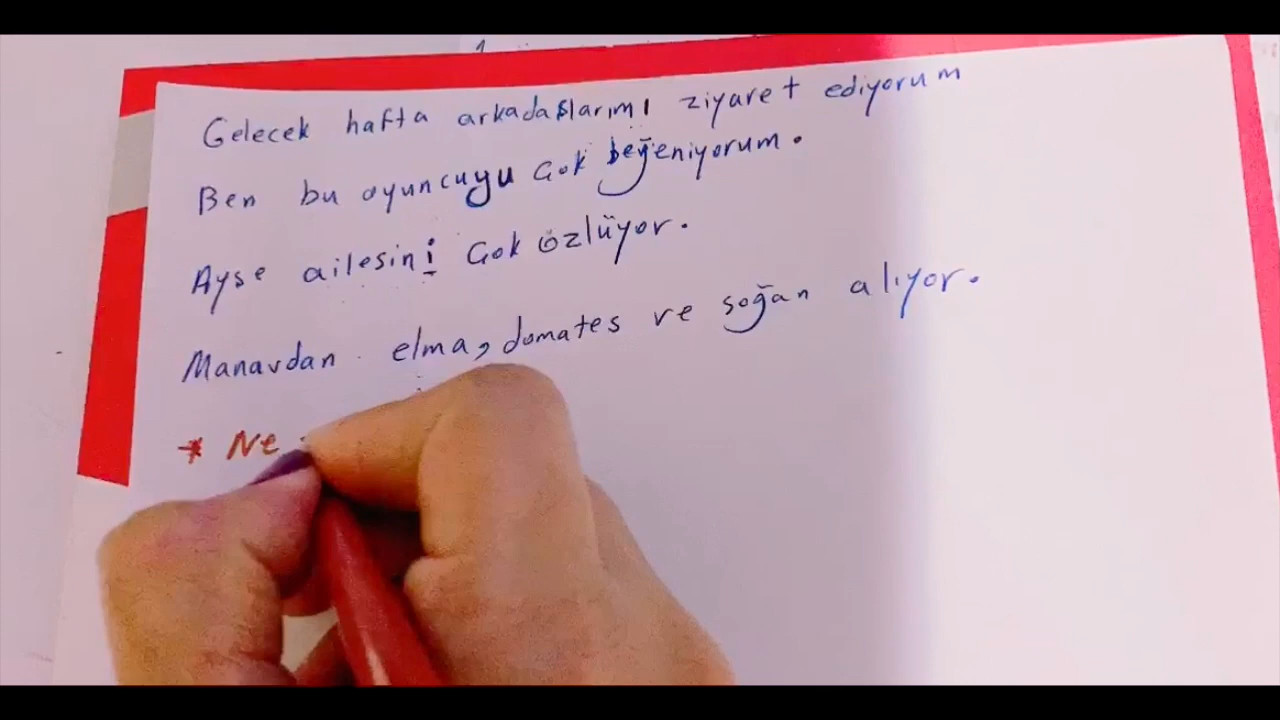 Gelecek hafta arkadaşlarımı ziyaret ediyorum
Ben bu oyuncuyu çok beğeniyorum.
Ayşe ailesini çok özlüyor.
Manavdan elma, domates ve soğan alıyor.
* Ne